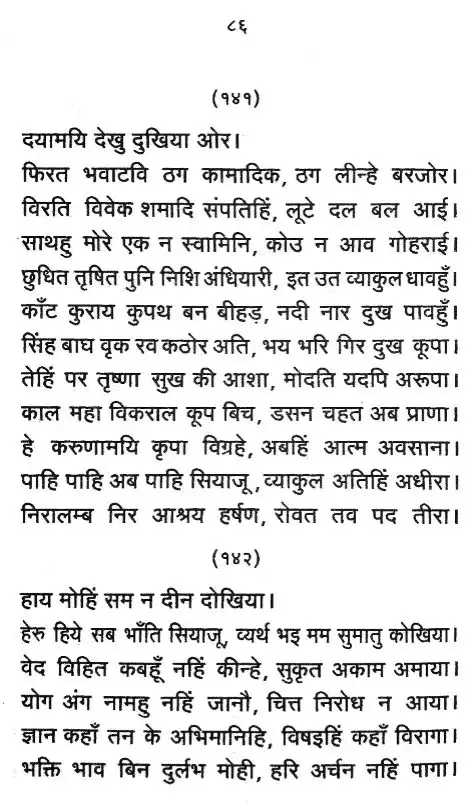 ८६
(१४१)
दयामयि देखु दुखिया ओर।
फिरत भवाटवि ठग कामादिक, ठग लीन्हे बरजोर।
विरति विवेक शमादि संपतिहिं, लूटे दल बल आई।
साथहु मोरे एक न स्वामिनि, कोउ न आव गोहराई।
छुधित तृषित पुनि निशि अंधियारी, इत उत व्याकुल धावहुँ।
काँट कुराय कुपथ बन बीहड़, नदी नार दुख पावहुँ।
सिंह बाघ वृक रव कठोर अति, भय भरि गिर दुख कूपा।
तेहिं पर तृष्णा सुख की आशा, मोदति यदपि अरूपा।
काल महा विकराल कूप बिच, डसन चहत अब प्राणा।
हे करुणामयि कृपा विग्रहे, अबहिं आत्म अवसाना।
पाहि पाहि अब पाहि सियाजू, व्याकुल अतिहिं अधीरा।
निरालम्ब निर आश्रय हर्षण, रोवत तव पद तीरा।
(१४२)
हाय मोहिं सम न दीन दोखिया।
हेरु हिये सब भाँति सियाजू, व्यर्थ भइ मम सुमातु कोखिया।
वेद विहित कबहूँ नहिं कीन्हे, सुकृत अकाम अमाया।
योग अंग नामहु नहिं जानौ, चित्त निरोध न आया।
ज्ञान कहाँ तन के अभिमानिहि, विषइहिं कहाँ विरागा।
भक्ति भाव बिन दुर्लभ मोही, हरि अर्चन नहिं पागा।